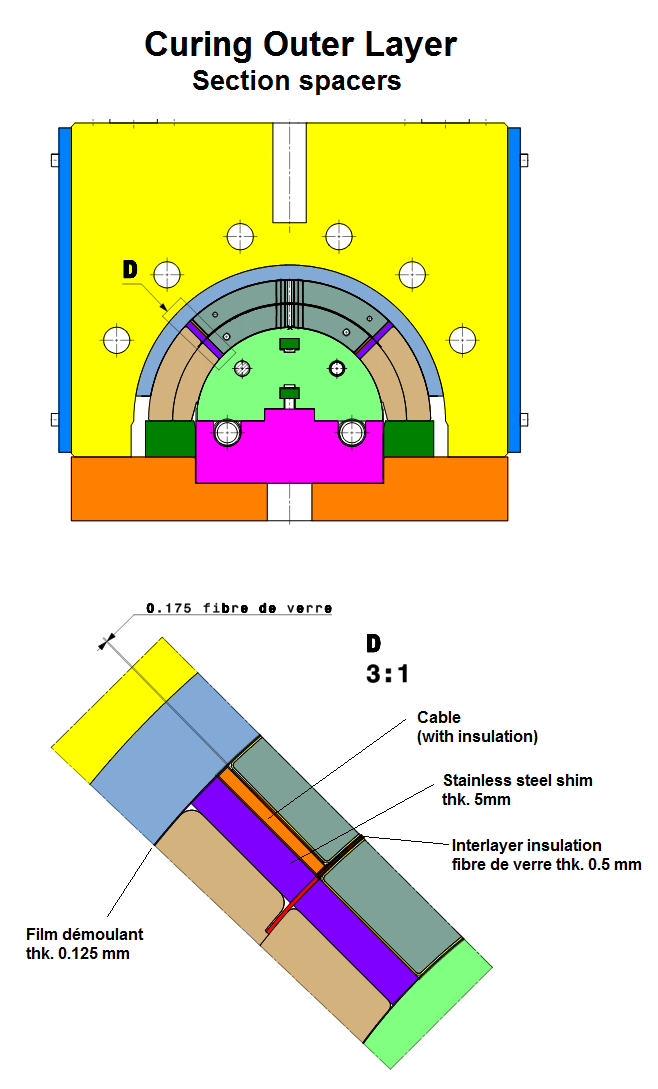 Curing Outer Layer
Section spacers
D
0.175 fibre de verre
D
3:1
Cable
(with insulation)
Stainless steel shim
thk. 5mm
Interlayer insulation
fibre de verre thk. 0.5 mm
Film démoulant
thk. 0.125 mm